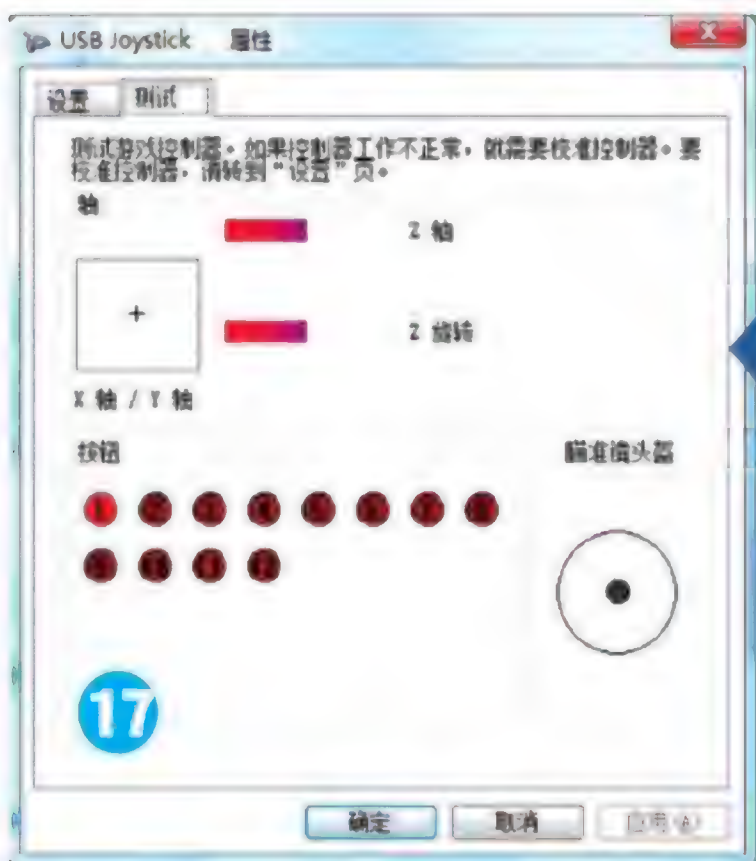 USB Joystick 属性
设置 测试
测试游戏控制器。如果控制器工作不正常，就需要校准控制器。要
校准控制器，请转到“设置”页。
轴
Z 轴
Z 旋转
X 轴 / Y 轴
按钮 瞄准镜头器
17
确定 取消 应用(A)